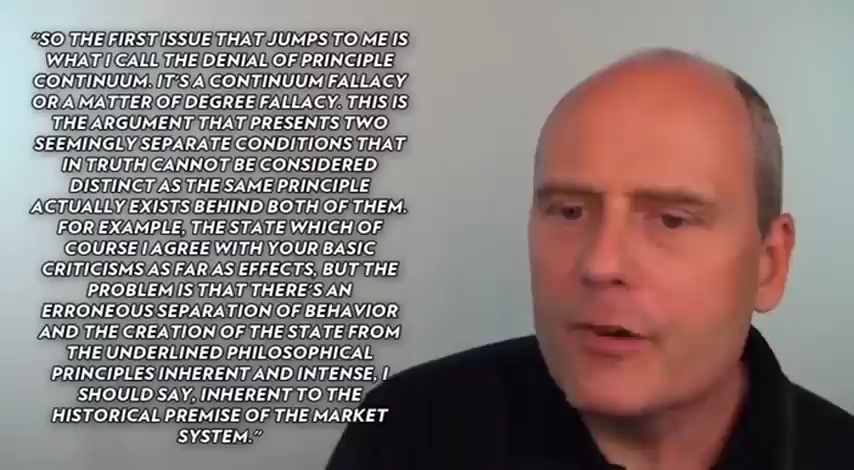 "SO THE FIRST ISSUE THAT JUMPS TO ME IS
WHAT I CALL THE DENIAL OF PRINCIPLE
CONTINUUM. IT'S A CONTINUUM FALLACY
OR A MATTER OF DEGREE FALLACY. THIS IS
THE ARGUMENT THAT PRESENTS TWO
SEEMINGLY SEPARATE CONDITIONS THAT
IN TRUTH CANNOT BE CONSIDERED
DISTINCT AS THE SAME PRINCIPLE
ACTUALLY EXISTS BEHIND BOTH OF THEM.
FOR EXAMPLE, THE STATE WHICH OF
COURSE I AGREE WITH YOUR BASIC
CRITICISMS AS FAR AS EFFECTS, BUT THE
PROBLEM IS THAT THERE'S AN
ERRONEOUS SEPARATION OF BEHAVIOR
AND THE CREATION OF THE STATE FROM
THE UNDERLINED PHILOSOPHICAL
PRINCIPLES INHERENT AND INTENSE, I
SHOULD SAY, INHERENT TO THE
HISTORICAL PREMISE OF THE MARKET
SYSTEM."